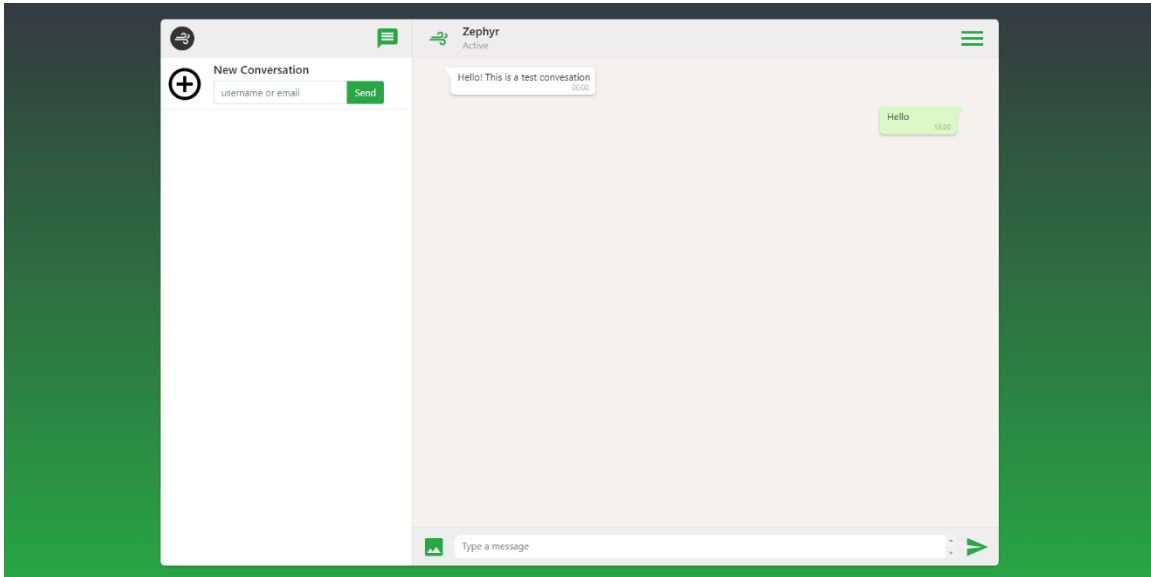 New Conversation
username or email
Send
Zephyr
Active
Hello! This is a test convesation
00:00
Hello
13:20
Type a message